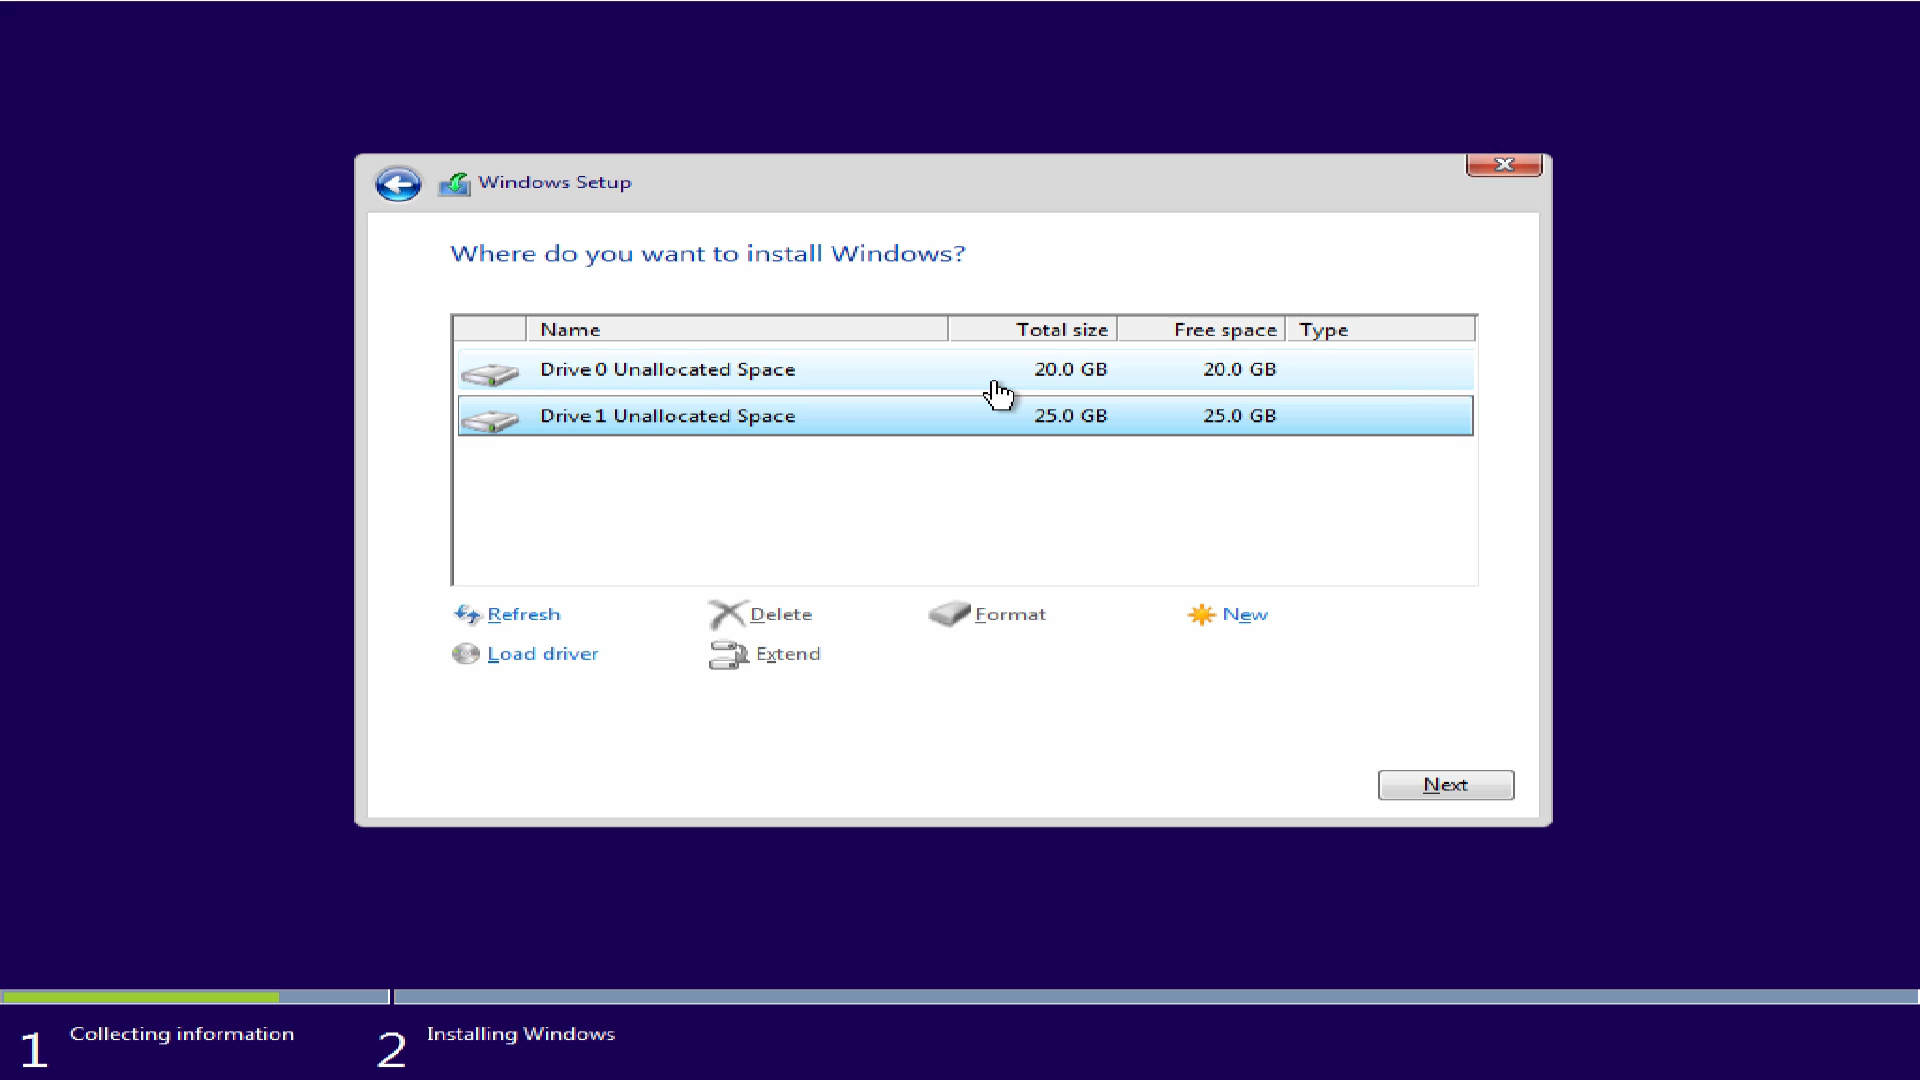 Windows Setup
Where do you want to install Windows?
Name Total size Free space Type
Drive 0 Unallocated Space 20.0 GB 20.0 GB
Drive 1 Unallocated Space 25.0 GB 25.0 GB
Refresh Delete Format New
Load driver Extend
Next
1 Collecting information 2 Installing Windows